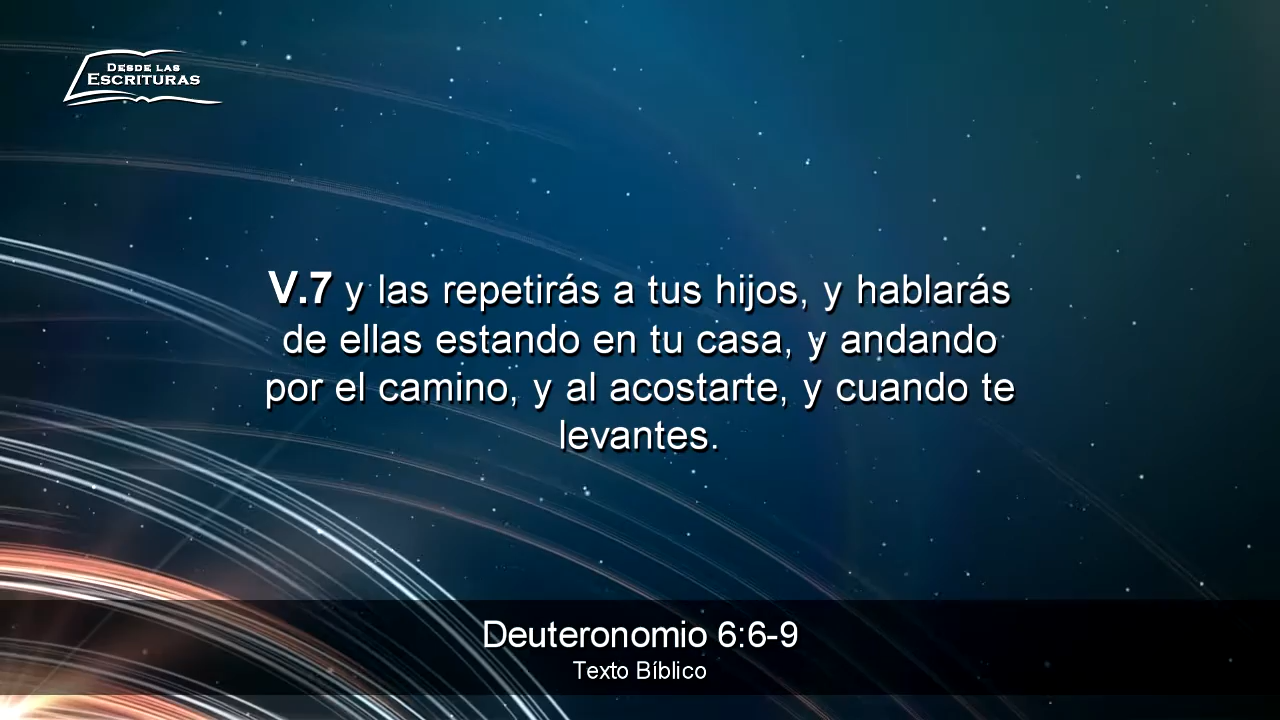 DESDE LAS
ESCRITURAS
V.7 y las repetirás a tus hijos, y hablarás
de ellas estando en tu casa, y andando
por el camino, y al acostarte, y cuando te
levantes.
Deuteronomio 6:6-9
Texto Bíblico